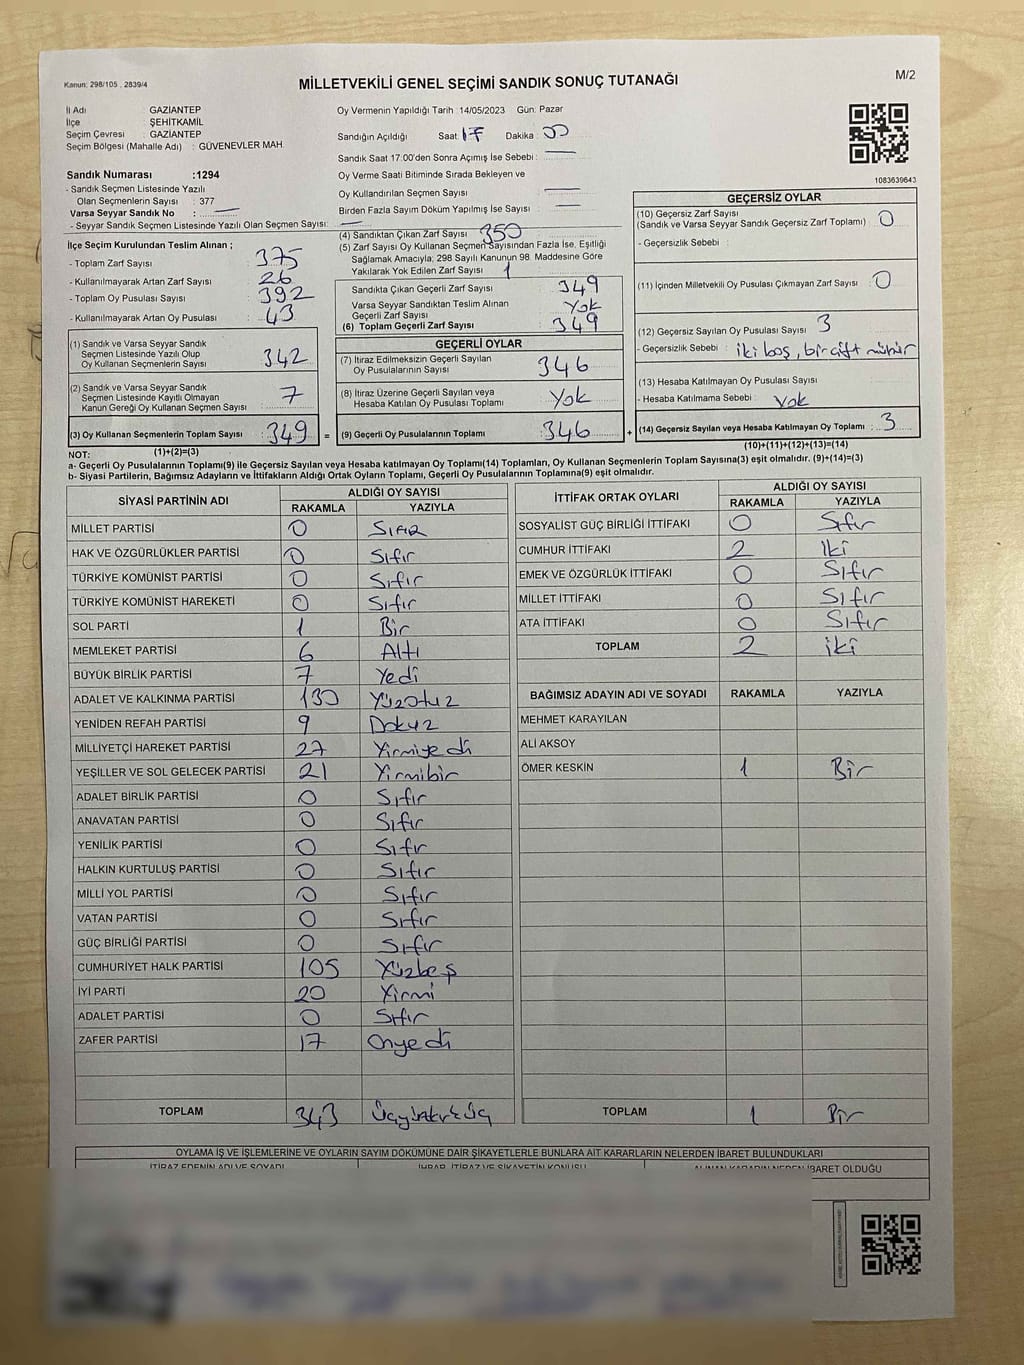 Kanun: 298/105 , 2839/4
MİLLETVEKİLİ GENEL SEÇİMİ SANDIK SONUÇ TUTANAĞI
M/2
İl Adı : GAZİANTEP
İlçe : ŞEHİTKAMİL
Seçim Çevresi : GAZİANTEP
Seçim Bölgesi (Mahalle Adı) : GÜVENEVLER MAH.
Sandık Numarası :1294
- Sandık Seçmen Listesinde Yazılı
Olan Seçmenlerin Sayısı : 377
Varsa Seyyar Sandık No :
- Seyyar Sandık Seçmen Listesinde Yazılı Olan Seçmen Sayısı:
Oy Vermenin Yapıldığı Tarih :14/05/2023 Gün: Pazar
Sandığın Açıldığı Saat: 17 Dakika: 00
Sandık Saat 17:00'den Sonra Açımış İse Sebebi :
Oy Verme Saati Bitiminde Sırada Bekleyen ve
Oy Kullandırılan Seçmen Sayısı :
Birden Fazla Sayım Döküm Yapılmış İse Sayısı :
1083639643
İlçe Seçim Kurulundan Teslim Alınan ;
- Toplam Zarf Sayısı : 375
- Kullanılmayarak Artan Zarf Sayısı : 26
- Toplam Oy Pusulası Sayısı : 392
- Kullanılmayarak Artan Oy Pusulası : 43
(1) Sandık ve Varsa Seyyar Sandık
Seçmen Listesinde Yazılı Olup
Oy Kullanan Seçmenlerin Sayısı : 342
(2) Sandık ve Varsa Seyyar Sandık
Seçmen Listesinde Kayıtlı Olmayan
Kanun Gereği Oy Kullanan Seçmen Sayısı : 7
(3) Oy Kullanan Seçmenlerin Toplam Sayısı : 349 =
(1)+(2)=(3)
(4) Sandıktan Çıkan Zarf Sayısı : 350
(5) Zarf Sayısı Oy Kullanan Seçmen Sayısından Fazla İse, Eşitliği
Sağlamak Amacıyla; 298 Sayılı Kanunun 98. Maddesine Göre
Yakılarak Yok Edilen Zarf Sayısı : 1
Sandıkta Çıkan Geçerli Zarf Sayısı : 349
Varsa Seyyar Sandıktan Teslim Alınan
Geçerli Zarf Sayısı : Yok
(6) Toplam Geçerli Zarf Sayısı : 349
GEÇERLİ OYLAR
(7) İtiraz Edilmeksizin Geçerli Sayılan
Oy Pusulalarının Sayısı : 346
(8) İtiraz Üzerine Geçerli Sayılan veya
Hesaba Katılan Oy Pusulası Toplamı : Yok
(9) Geçerli Oy Pusulalarının Toplamı : 346 +
GEÇERSİZ OYLAR
(10) Geçersiz Zarf Sayısı
(Sandık ve Varsa Seyyar Sandık Geçersiz Zarf Toplamı) : 0
- Geçersizlik Sebebi :
(11) İçinden Milletvekili Oy Pusulası Çıkmayan Zarf Sayısı : 0
(12) Geçersiz Sayılan Oy Pusulası Sayısı : 3
- Geçersizlik Sebebi : iki boş, bir çift mühür
(13) Hesaba Katılmayan Oy Pusulası Sayısı :
- Hesaba Katılmama Sebebi : Yok
(14) Geçersiz Sayılan veya Hesaba Katılmayan Oy Toplamı : 3
(10)+(11)+(12)+(13)=(14)
NOT:
a- Geçerli Oy Pusulalarının Toplamı(9) ile Geçersiz Sayılan veya Hesaba katılmayan Oy Toplamı(14) Toplamları, Oy Kullanan Seçmenlerin Toplam Sayısına(3) eşit olmalıdır. (9)+(14)=(3)
b- Siyasi Partilerin, Bağımsız Adayların ve İttifakların Aldığı Ortak Oyların Toplamı, Geçerli Oy Pusulalarının Toplamına(9) eşit olmalıdır.
SİYASİ PARTİNİN ADI ALDIĞI OY SAYISI
RAKAMLA YAZIYLA
MİLLET PARTİSİ 0 SIFIR
HAK VE ÖZGÜRLÜKLER PARTİSİ 0 Sıfır
TÜRKİYE KOMÜNİST PARTİSİ 0 Sıfır
TÜRKİYE KOMÜNİST HAREKETİ 0 Sıfır
SOL PARTİ 1 Bir
MEMLEKET PARTİSİ 6 Altı
BÜYÜK BİRLİK PARTİSİ 7 Yedi
ADALET VE KALKINMA PARTİSİ 130 Yüzotuz
YENİDEN REFAH PARTİSİ 9 Dokuz
MİLLİYETÇİ HAREKET PARTİSİ 27 Yirmiyedi
YEŞİLLER VE SOL GELECEK PARTİSİ 21 Yirmibir
ADALET BİRLİK PARTİSİ 0 Sıfır
ANAVATAN PARTİSİ 0 Sıfır
YENİLİK PARTİSİ 0 Sıfır
HALKIN KURTULUŞ PARTİSİ 0 Sıfır
MİLLİ YOL PARTİSİ 0 Sıfır
VATAN PARTİSİ 0 Sıfır
GÜÇ BİRLİĞİ PARTİSİ 0 Sıfır
CUMHURİYET HALK PARTİSİ 105 Yüzbeş
İYİ PARTİ 20 Yirmi
ADALET PARTİSİ 0 Sıfır
ZAFER PARTİSİ 17 Onyedi
TOPLAM 343 Üçyüzkırküç
İTTİFAK ORTAK OYLARI ALDIĞI OY SAYISI
RAKAMLA YAZIYLA
SOSYALİST GÜÇ BİRLİĞİ İTTİFAKI 0 Sıfır
CUMHUR İTTİFAKI 2 İki
EMEK VE ÖZGÜRLÜK İTTİFAKI 0 Sıfır
MİLLET İTTİFAKI 0 Sıfır
ATA İTTİFAKI 0 Sıfır
TOPLAM 2 iki
BAĞIMSIZ ADAYIN ADI VE SOYADI RAKAMLA YAZIYLA
MEHMET KARAYILAN
ALİ AKSOY
ÖMER KESKİN 1 Bir
TOPLAM 1 Bir
OYLAMA İŞ VE İŞLEMLERİNE VE OYLARIN SAYIM DÖKÜMÜNE DAİR ŞİKAYETLERLE BUNLARA AİT KARARLARIN NELERDEN İBARET BULUNDUKLARI
İTİRAZ EDENİN ADI VE SOYADI İHBAR, İTİRAZ VE ŞİKAYETİN KONUSU ALINAN KARARIN NEDEN İBARET OLDUĞU